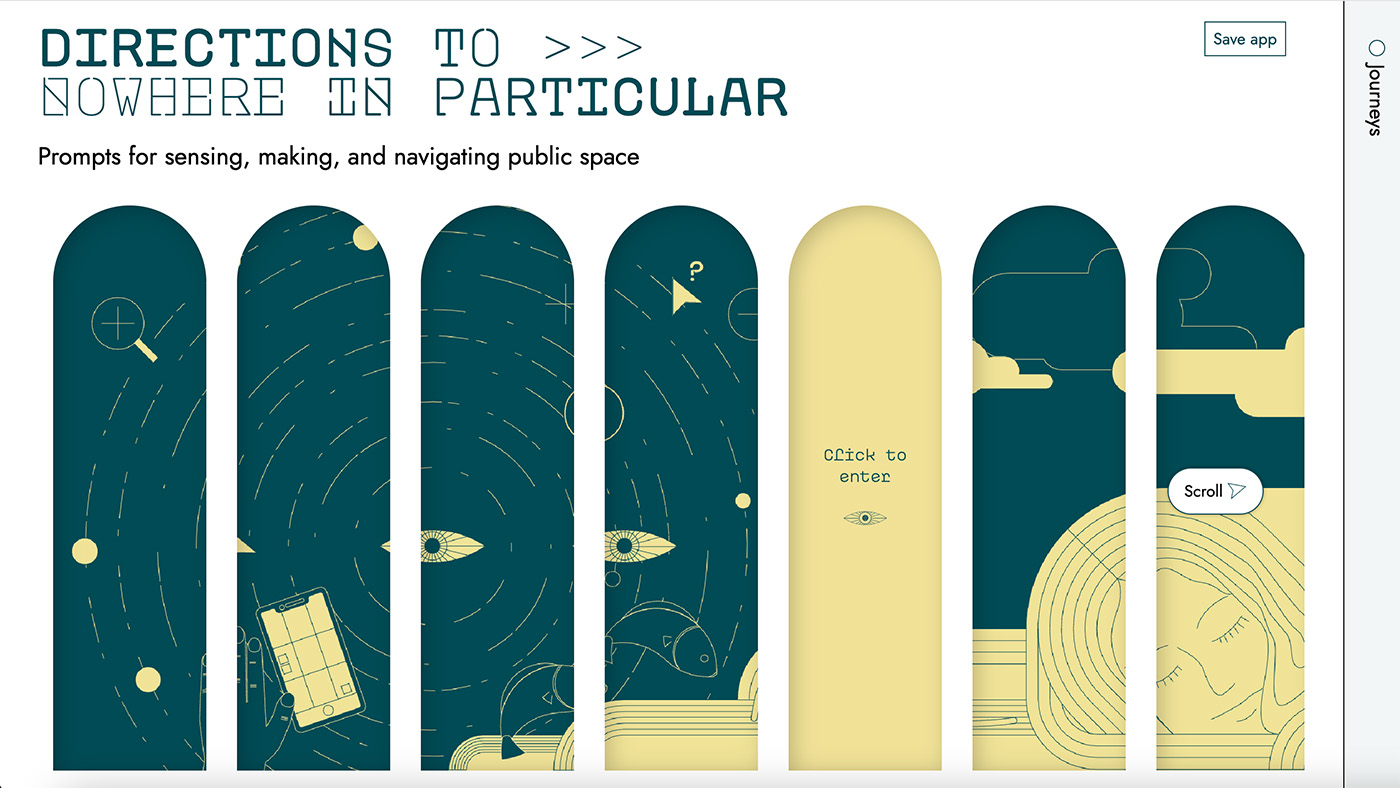 DIRECTIONS TO >>>
NOWHERE IN PARTICULAR
Prompts for sensing, making, and navigating public space
Save app
Journeys
?
Click to
enter
Scroll